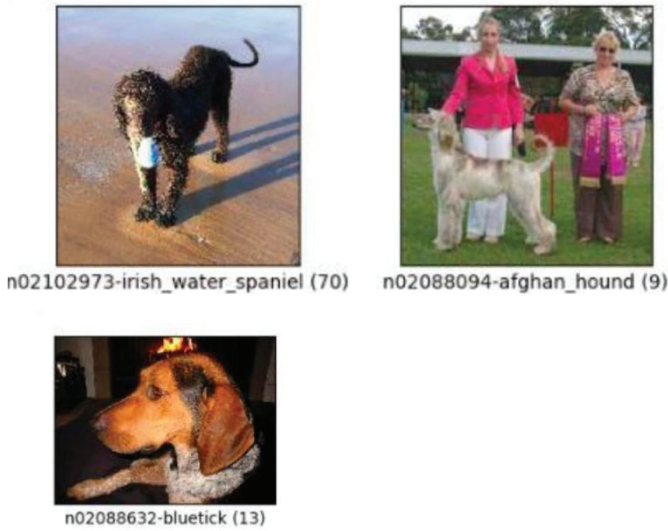 n02102973-irish_water_spaniel (70)
n02088094-afghan_hound (9)
n02088632-bluetick (13)